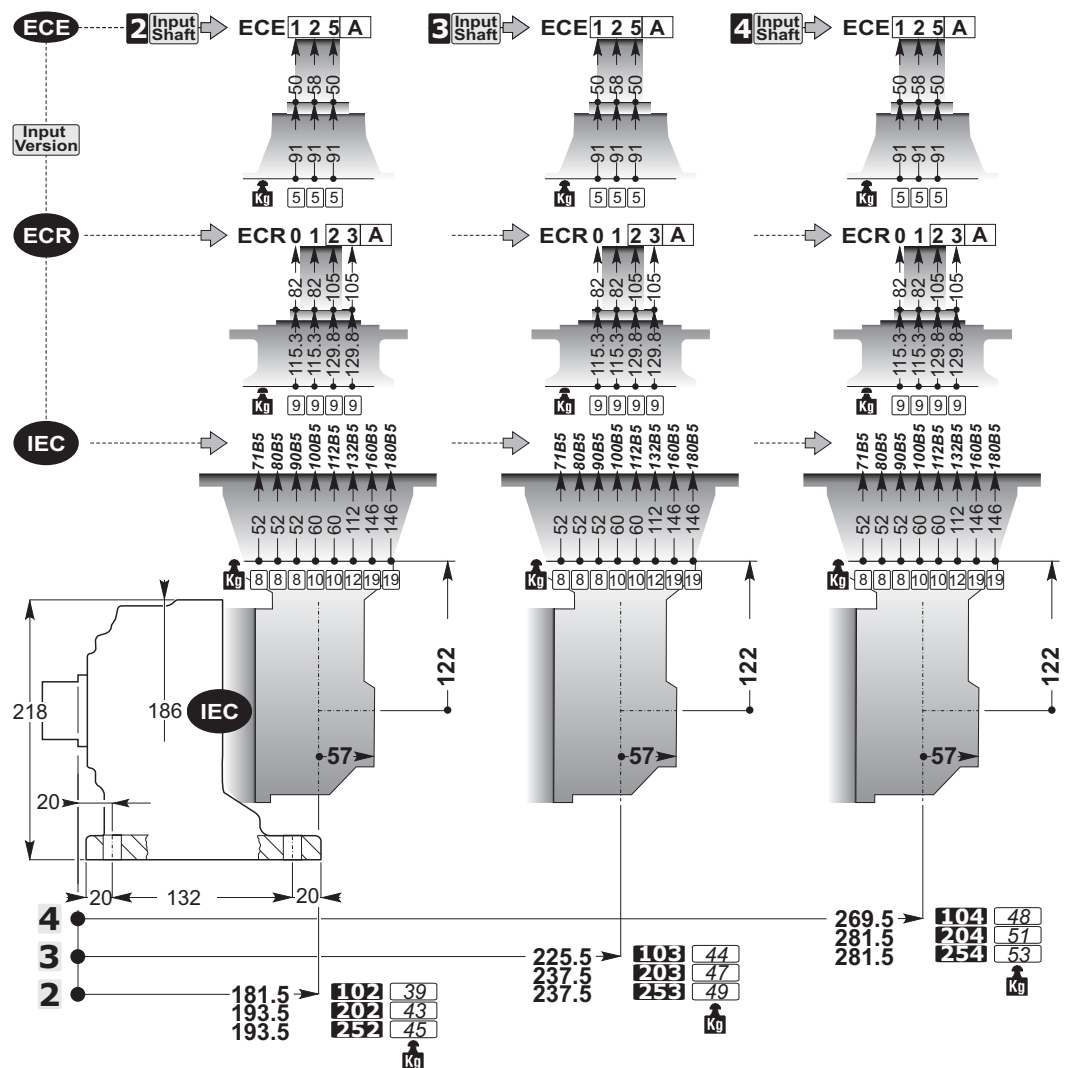 ECE 2 Input Shaft ECE 1 2 5 A 3 Input Shaft ECE 1 2 5 A 4 Input Shaft ECE 1 2 5 A
50 58 50 50 58 50 50 58 50
Input Version
91 91 91 91 91 91 91 91 91
Kg 5 5 5 Kg 5 5 5 Kg 5 5 5
ECR ECR 0 1 2 3 A ECR 0 1 2 3 A ECR 0 1 2 3 A
82 82 105 105 82 82 105 105 82 82 105 105
115.3 115.3 129.8 129.8 115.3 115.3 129.8 129.8 115.3 115.3 129.8 129.8
Kg 9 9 9 9 Kg 9 9 9 9 Kg 9 9 9 9
IEC 71B5 80B5 90B5 100B5 112B5 132B5 160B5 180B5 71B5 80B5 90B5 100B5 112B5 132B5 160B5 180B5 71B5 80B5 90B5 100B5 112B5 132B5 160B5 180B5
52 52 52 60 60 112 146 146 52 52 52 60 60 112 146 146 52 52 52 60 60 112 146 146
Kg 8 8 8 10 10 12 19 19 Kg 8 8 8 10 10 12 19 19 Kg 8 8 8 10 10 12 19 19
122 122 122
218 186 IEC
57 57 57
20
20 132 20
4 269.5 104 48
281.5 204 51
281.5 254 53
Kg
3 225.5 103 44
237.5 203 47
237.5 253 49
Kg
2 181.5 102 39
193.5 202 43
193.5 252 45
Kg